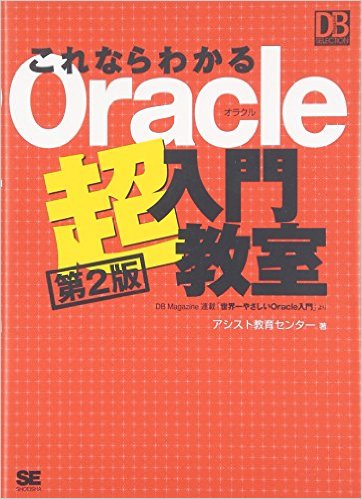 DB
SELECTION
これならわかる
Oracle
オラクル
超入門
教室
第2版
DB Magazine 連載「世界一やさしいOracle入門」より
アシスト教育センター 著
SE
SHOEISHA